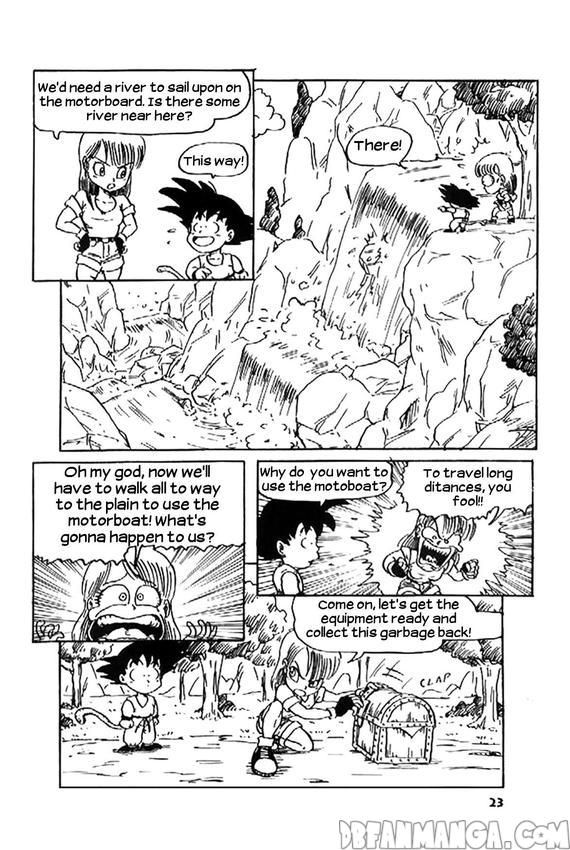 We'd need a river to sail upon on
the motorboard. Is there some
river near here?
This way!
There!
Oh my god, now we'll
have to walk all to way
to the plain to use the
motorbat! What's
gonna happen to us?
Why do you want to
use the motoboat?
To travel long
ditances, you
fool!!
Come on, let's get the
equipment ready and
collect this garbage back!
CLAP
23
DBFANMANGA.COM